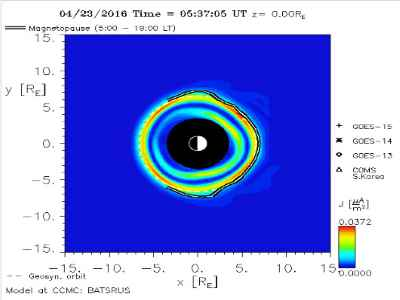 04/23/2016 Time = 05:37:05 UT z= 0.00RE
Magnetopause (5:00 - 19:00 LT)
15.
10.
5.
y [RE]
0.
-5.
-10.
-15.
-15. -10. -5. 0. 5. 10. 15.
x [RE]
GOES-15
GOES-14
GOES-13
COMS
S.Korea
J [μA/m²]
0.0372
0.0000
Geosyn. orbit
Model at CCMC: BATSRUS